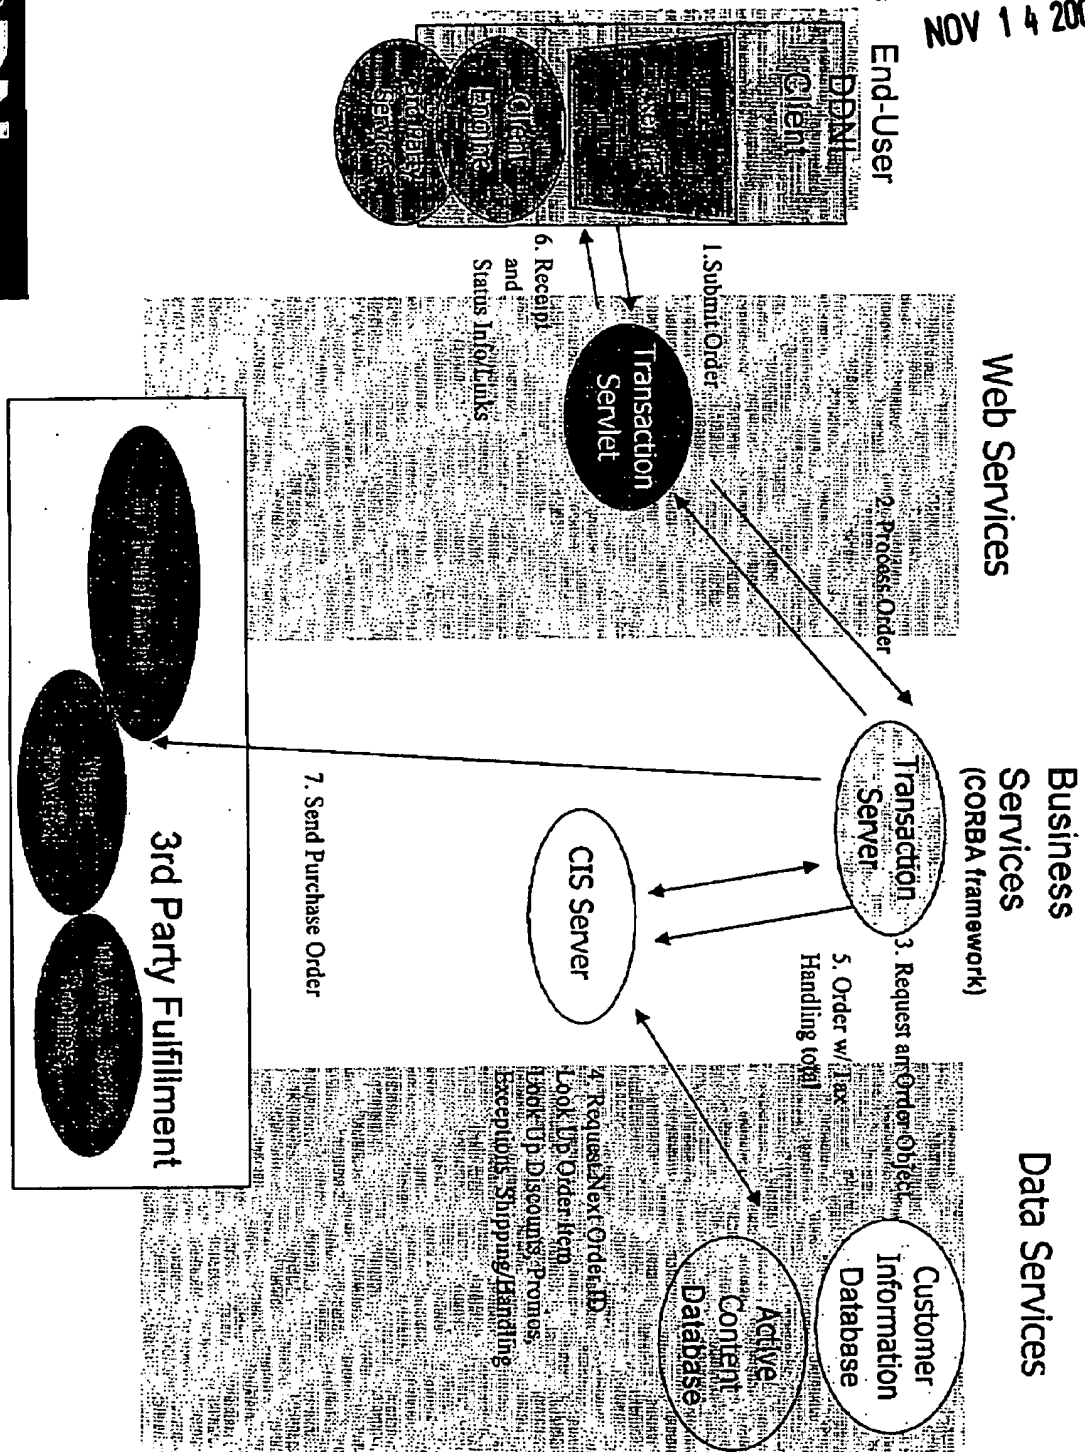 NOV 1 4 200
End-User
Web Services
Business
Services
(CORBA framework)
Data Services
DDNI
Client
Client
Engine
1.Submit Order
6. Receipt
and
Status Info/Links
Transaction
Servlet
2. Process Order
Transaction
Server
3. Request an Order Object
5. Order w/ Tax
Handling total
CIS Server
4. Request Next Order ID
Look Up Order Item
Look Up Discounts, Promos,
Exceptions, Shipping/Handling
Customer
Information
Database
Active
Content
Database
7. Send Purchase Order
3rd Party Fulfillment